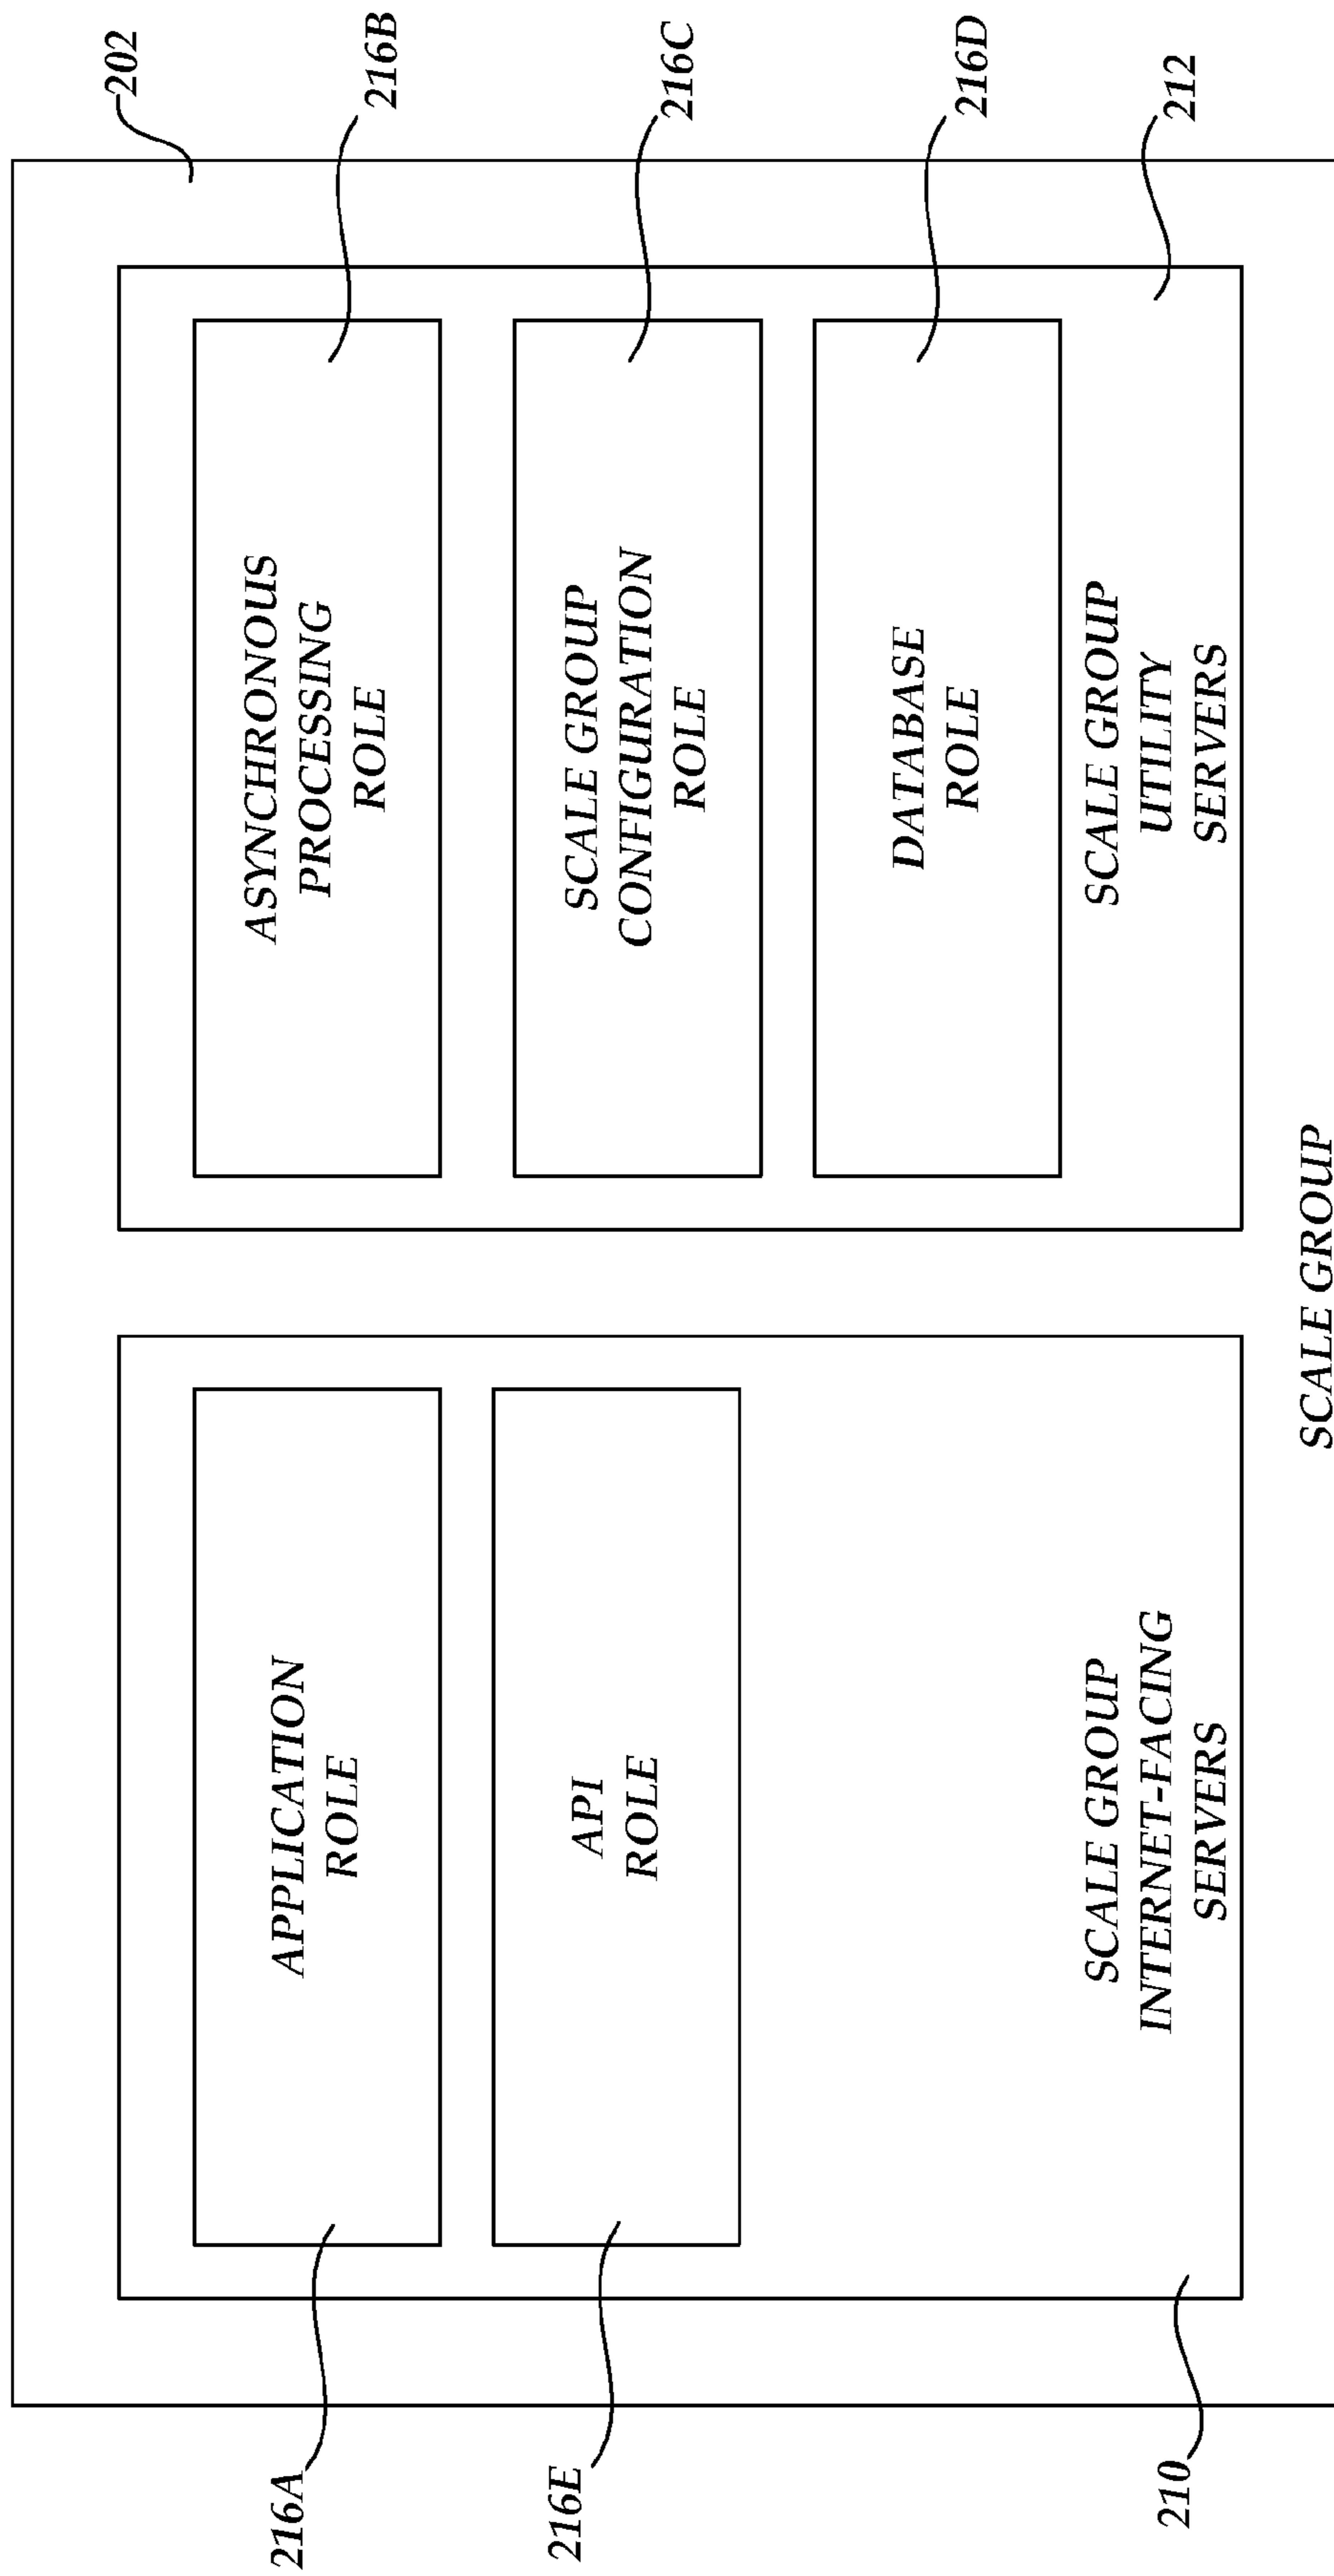 202
216A
APPLICATION
ROLE
ASYNCHRONOUS
PROCESSING
ROLE
216B
216E
API
ROLE
SCALE GROUP
CONFIGURATION
ROLE
216C
DATABASE
ROLE
216D
210
SCALE GROUP
INTERNET-FACING
SERVERS
SCALE GROUP
UTILITY
SERVERS
212
SCALE GROUP